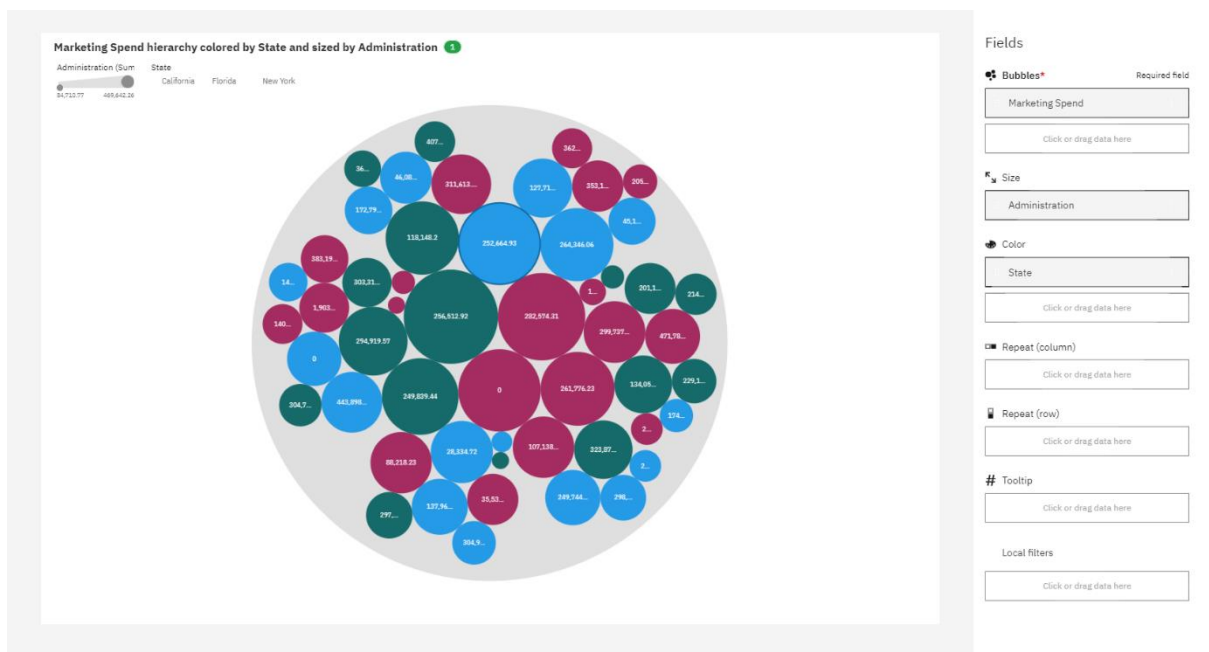 Marketing Spend hierarchy colored by State and sized by Administration 1
Administration (Sum State
California Florida New York
469,642.26
407...
362...
36...
46,08...
311,613....
127,71...
353,1...
205...
172,79...
45,1...
118,148.2
252,664.93
264,346.06
383,19...
14...
303,31...
1...
201,1...
214...
1,903...
256,512.92
282,574.31
140...
299,737...
471,78...
294,919.57
0
249,839.44
0
261,776.23
134,05...
229,1...
304,7...
443,898....
174...
2...
28,334.72
107,138...
323,87...
88,218.23
2...
137,96...
35,53...
249,744...
298,...
297,...
304,9...
Fields
Bubbles* Required field
Marketing Spend
Click or drag data here
Size
Administration
Color
State
Click or drag data here
Repeat (column)
Click or drag data here
Repeat (row)
Click or drag data here
# Tooltip
Click or drag data here
Local filters
Click or drag data here